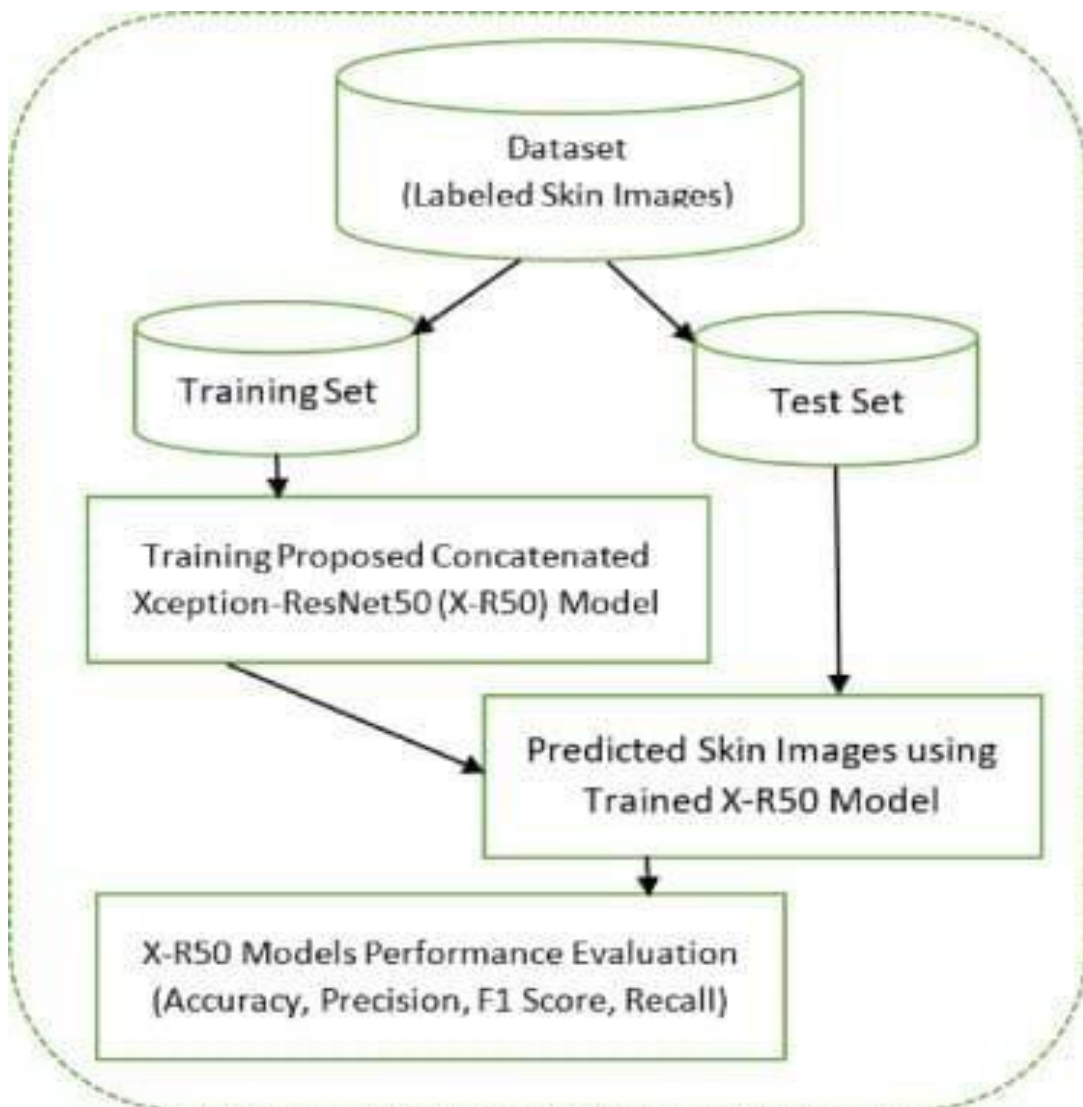 Dataset
(Labeled Skin Images)
Training Set
Test Set
Training Proposed Concatenated
Xception-ResNet50 (X-R50) Model
Predicted Skin Images using
Trained X-R50 Model
X-R50 Models Performance Evaluation
(Accuracy, Precision, F1 Score, Recall)